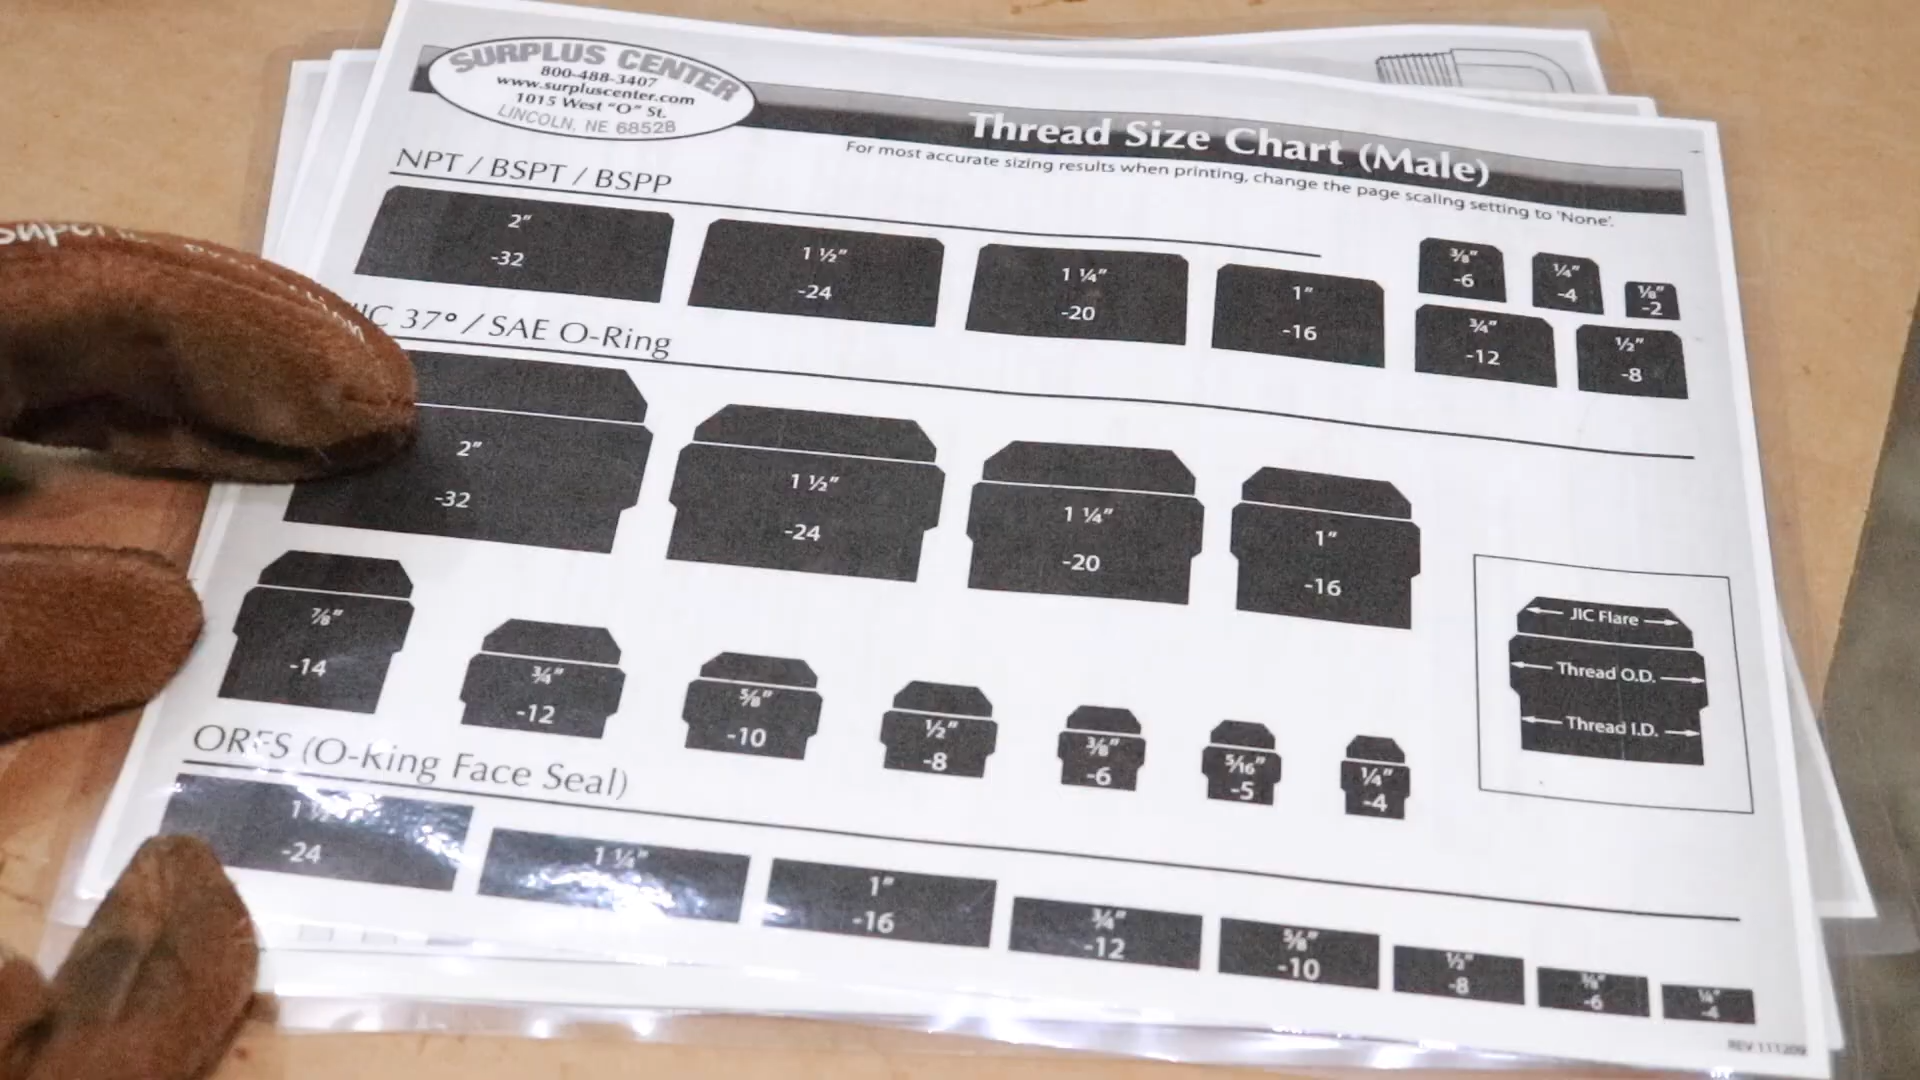 SURPLUS CENTER
800-488-3407
www.surpluscenter.com
1015 West "O" St.
LINCOLN, NE 68528
Thread Size Chart (Male)
For most accurate sizing results when printing, change the page scaling setting to 'None'.
NPT / BSPT / BSPP
2" 1 ½" 1 ¼" 1" ⅜" ¼" ⅛"
-32 -24 -20 -16 -6 -4 -2
¾" ½"
-12 -8
37° / SAE O-Ring
2" 1 ½" 1 ¼" 1"
-32 -24 -20 -16
⅞" ¾" ⅝" ½" ⅜" 5/16" ¼"
-14 -12 -10 -8 -6 -5 -4
JIC Flare
Thread O.D.
Thread I.D.
ORFS (O-Ring Face Seal)
1 ¼" 1" ¾" ⅝" ½" ⅜" ¼"
-24 -16 -12 -10 -8 -6 -4